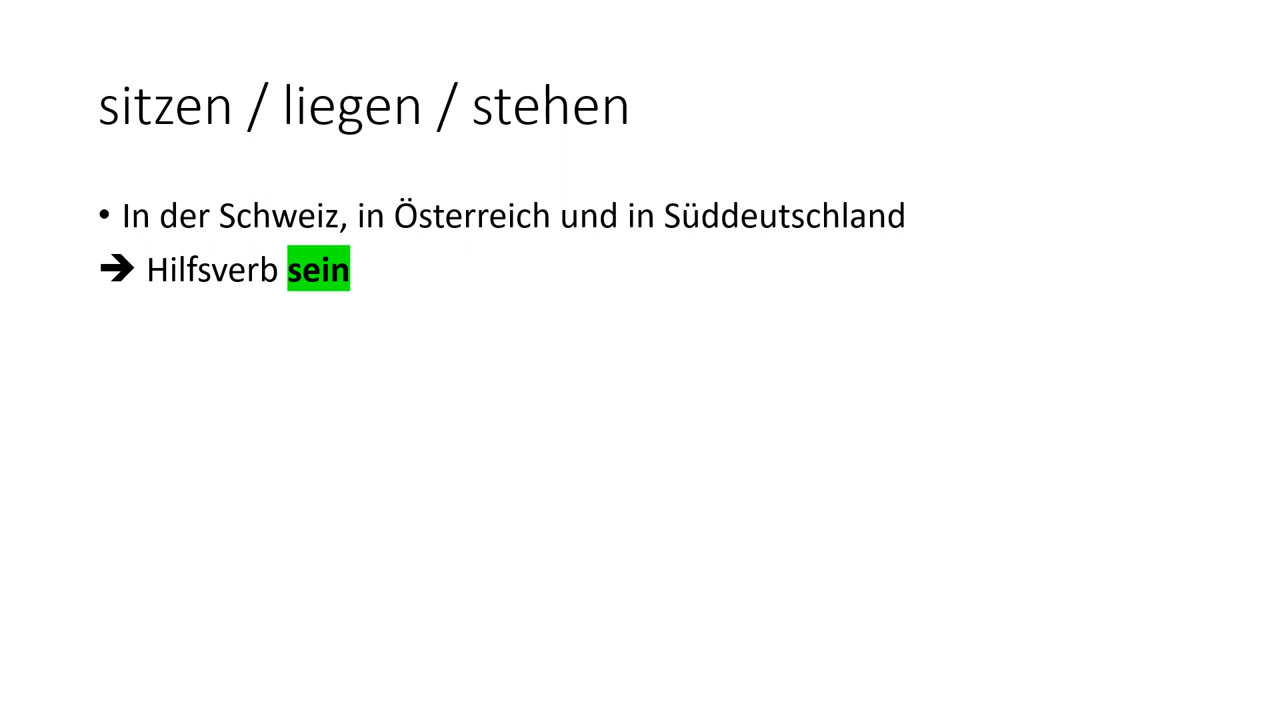 sitzen / liegen / stehen
• In der Schweiz, in Österreich und in Süddeutschland
➔ Hilfsverb sein